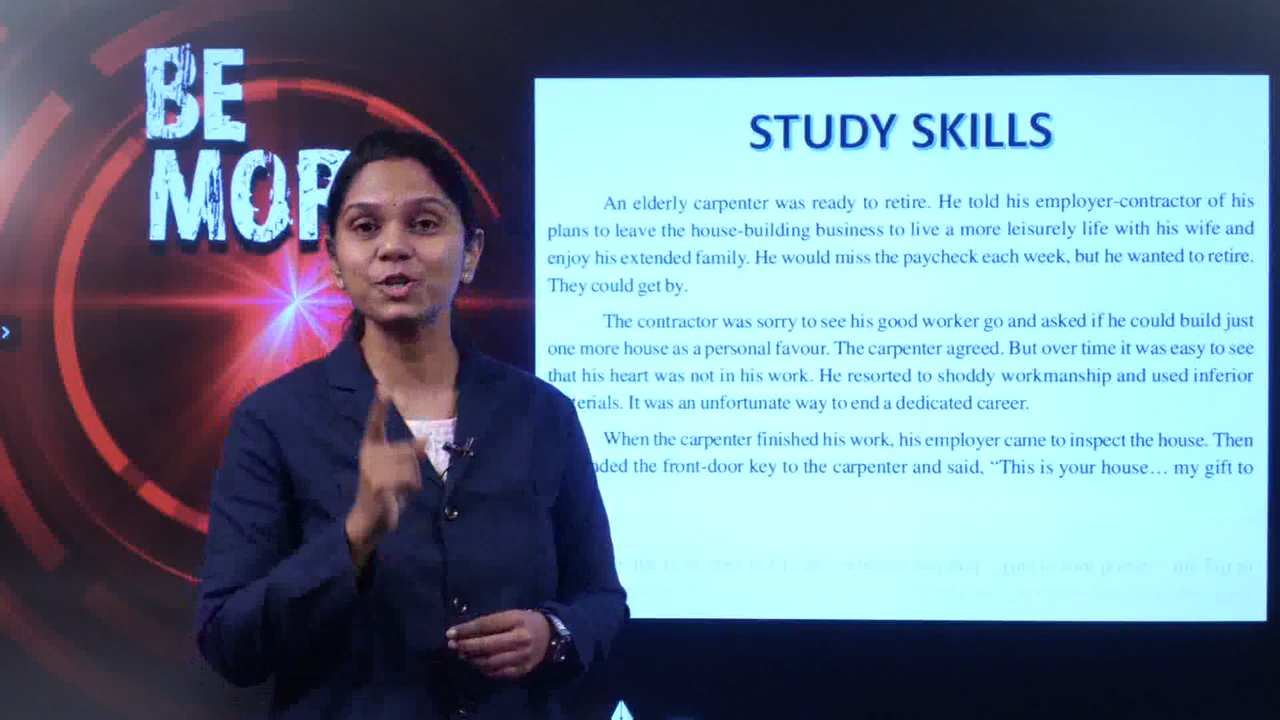 BE
MOR
STUDY SKILLS
An elderly carpenter was ready to retire. He told his employer-contractor of his
plans to leave the house-building business to live a more leisurely life with his wife and
enjoy his extended family. He would miss the paycheck each week, but he wanted to retire.
They could get by.
The contractor was sorry to see his good worker go and asked if he could build just
one more house as a personal favour. The carpenter agreed. But over time it was easy to see
that his heart was not in his work. He resorted to shoddy workmanship and used inferior
terials. It was an unfortunate way to end a dedicated career.
When the carpenter finished his work, his employer came to inspect the house. Then
ded the front-door key to the carpenter and said, “This is your house… my gift to